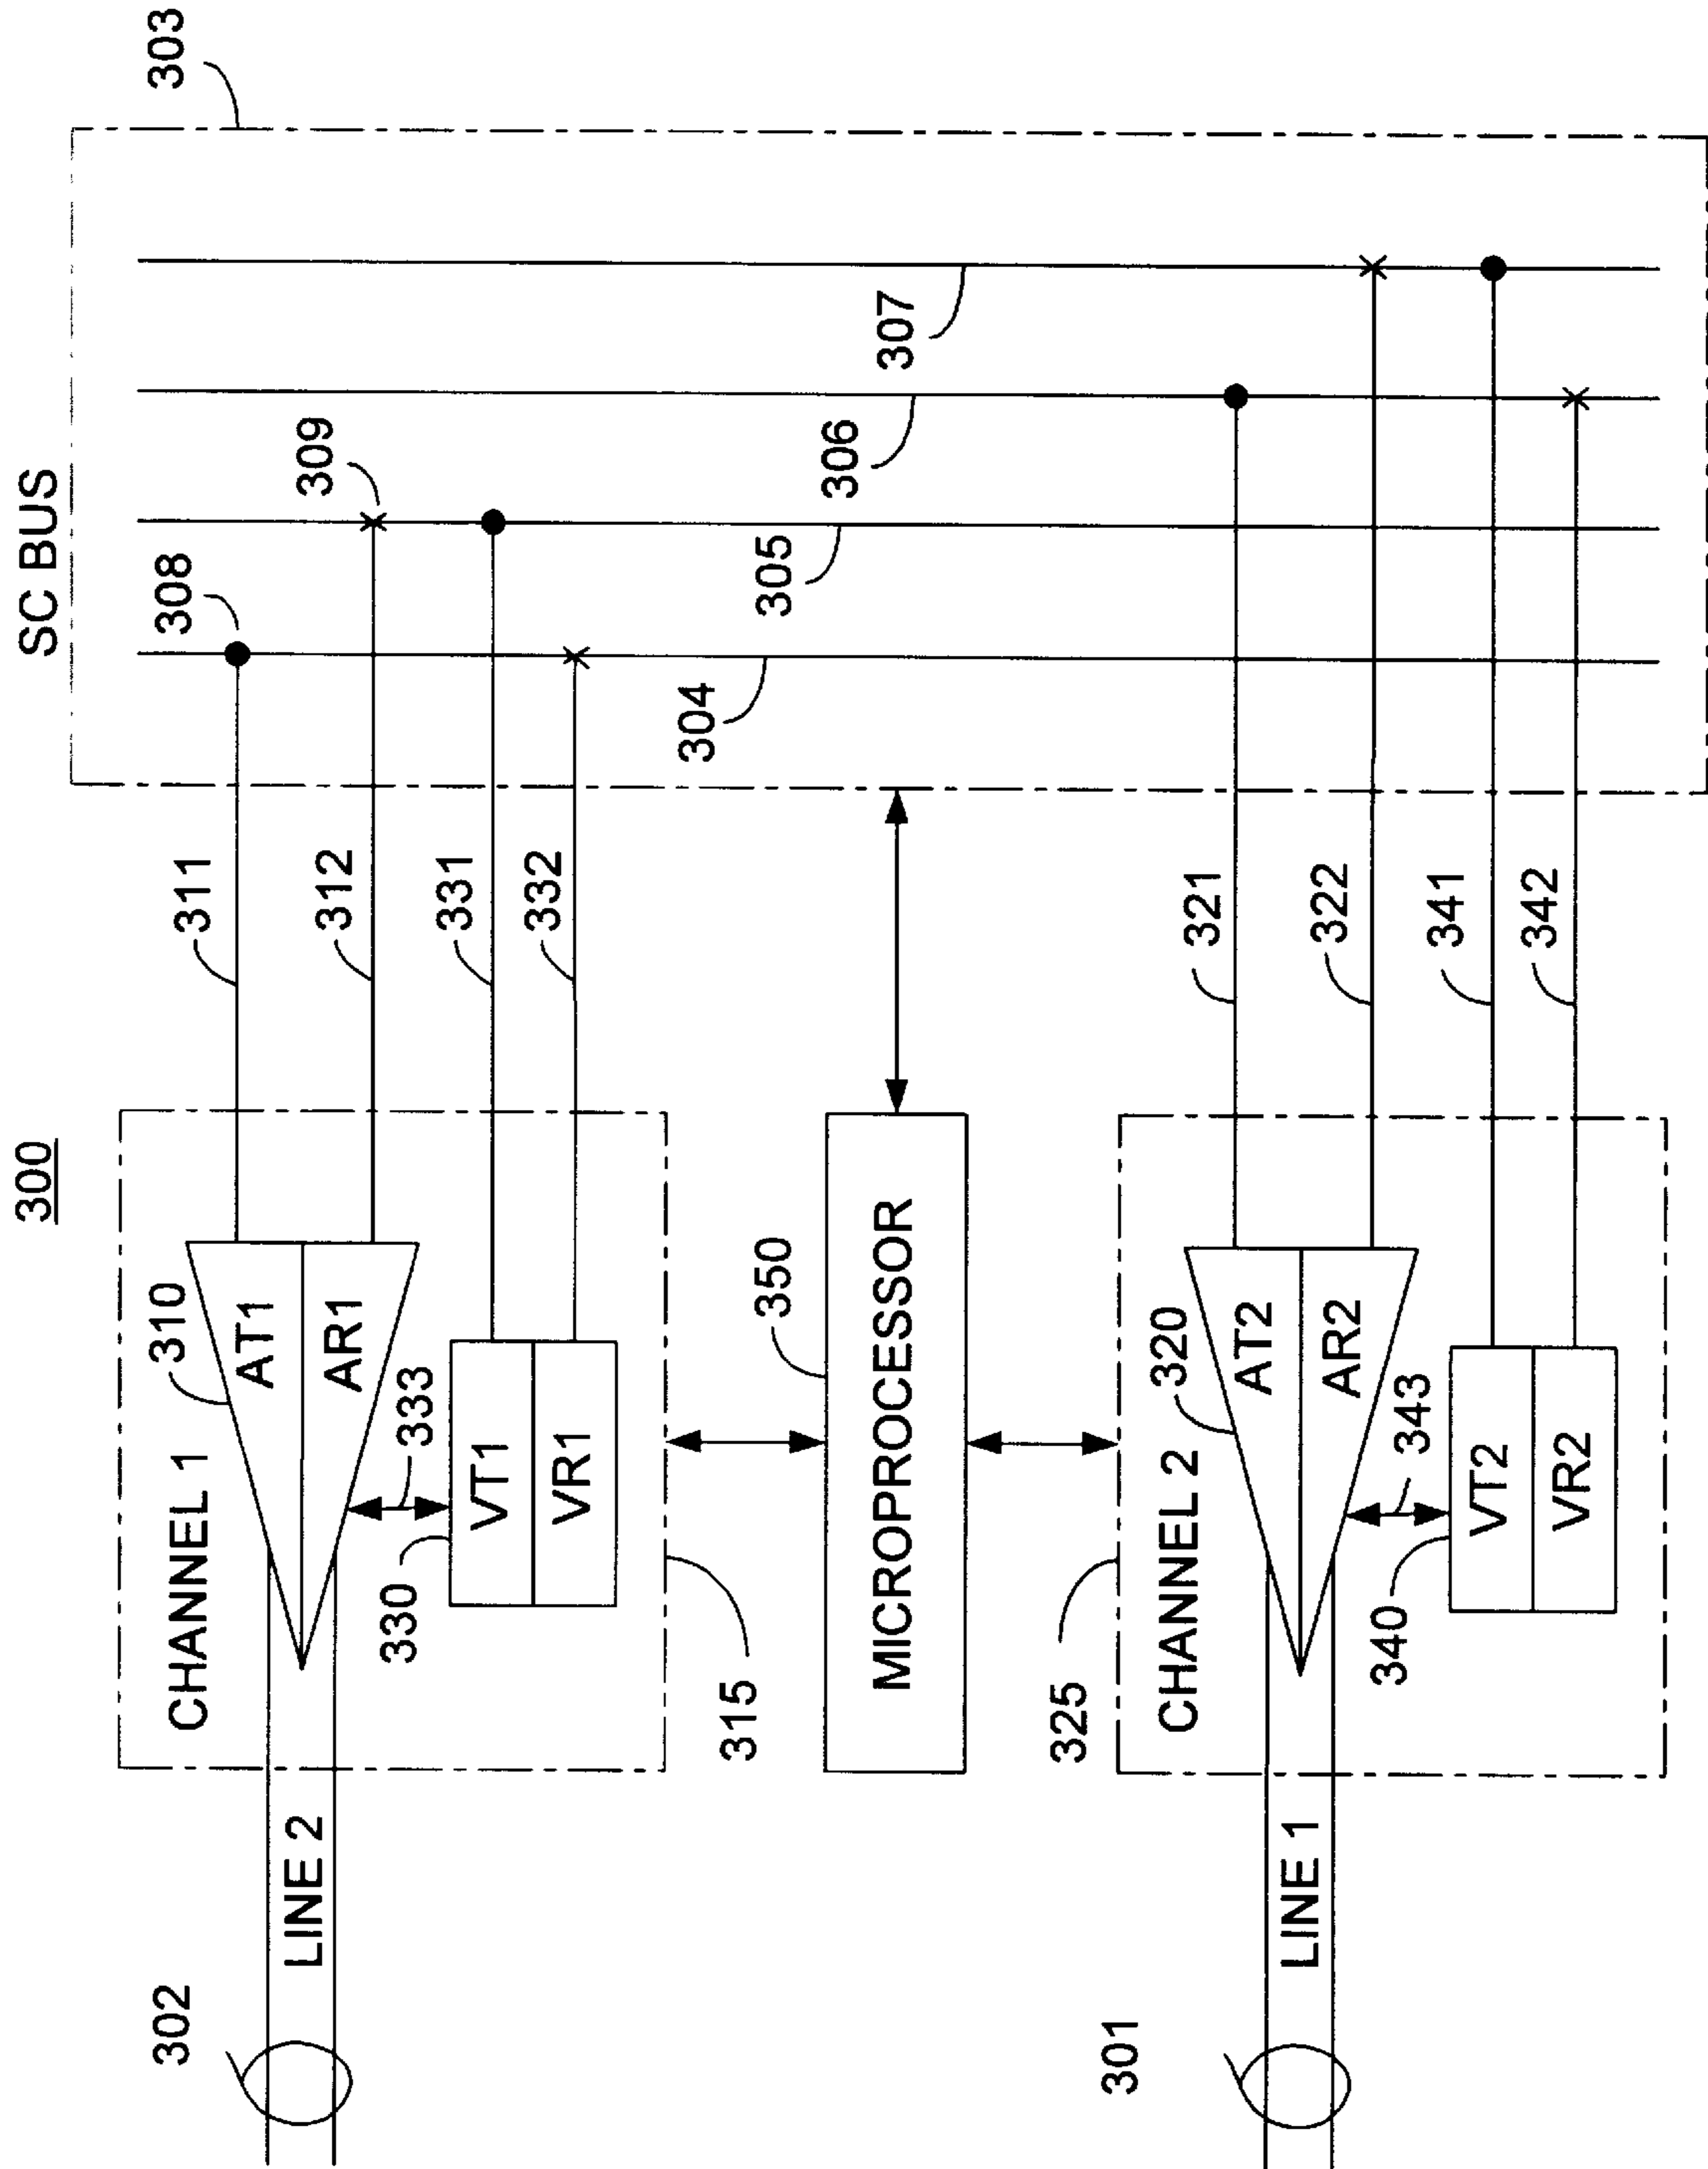 300
SC BUS
303
CHANNEL 1
310
AT1
AR1
311
312
308
309
302
LINE 2
333
330
VT1
VR1
331
332
304
305
306
307
315
350
MICROPROCESSOR
325
CHANNEL 2
320
AT2
AR2
321
322
301
LINE 1
343
340
VT2
VR2
341
342